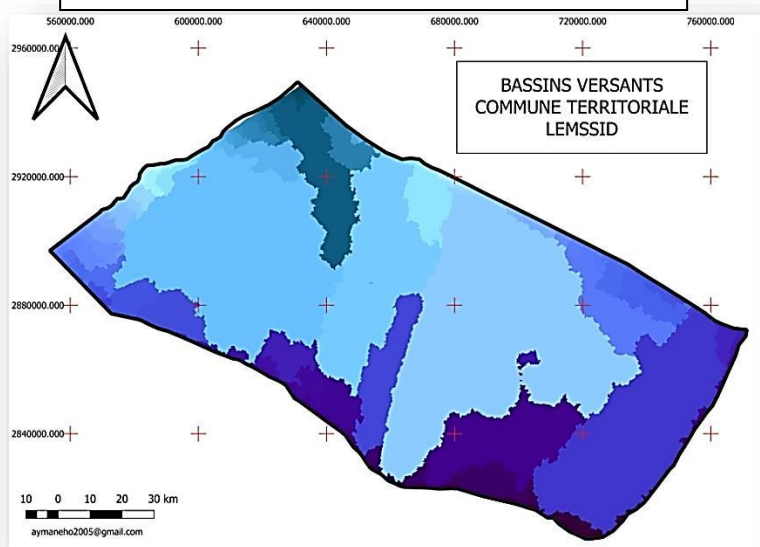 560000.000 600000.000 640000.000 680000.000 720000.000 760000.000
2960000.000
BASSINS VERSANTS
COMMUNE TERRITORIALE
LEMSSID
2920000.000
2880000.000
2840000.000
10 0 10 20 30 km
aymaneho2005@gmail.com